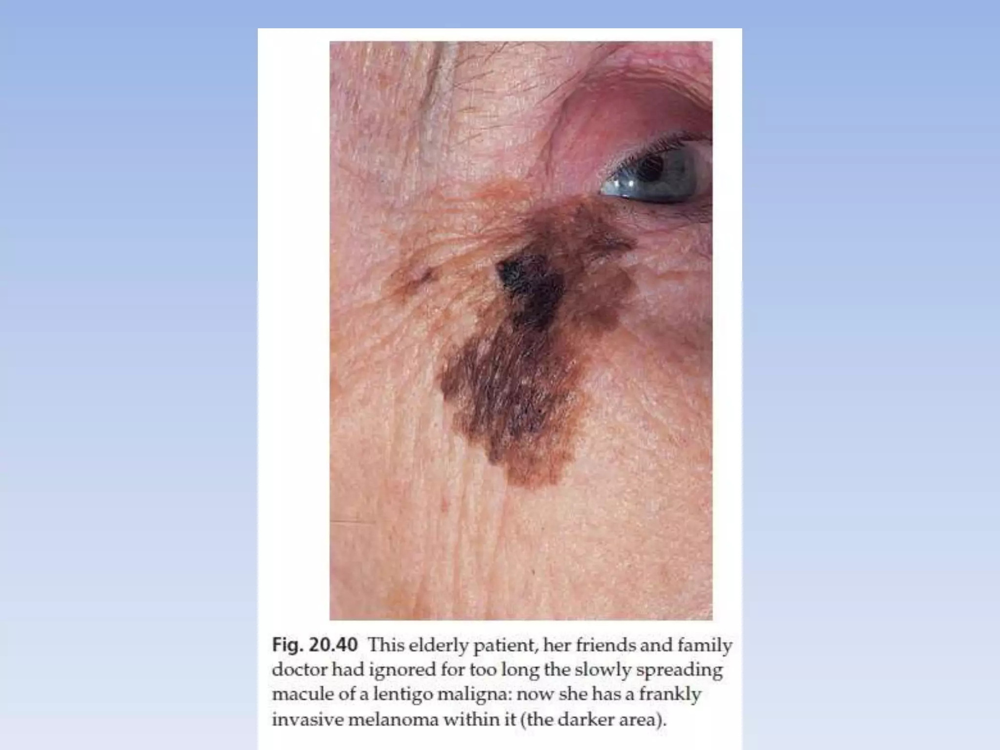 Fig. 20.40 This elderly patient, her friends and family
doctor had ignored for too long the slowly spreading
macule of a lentigo maligna: now she has a frankly
invasive melanoma within it (the darker area).